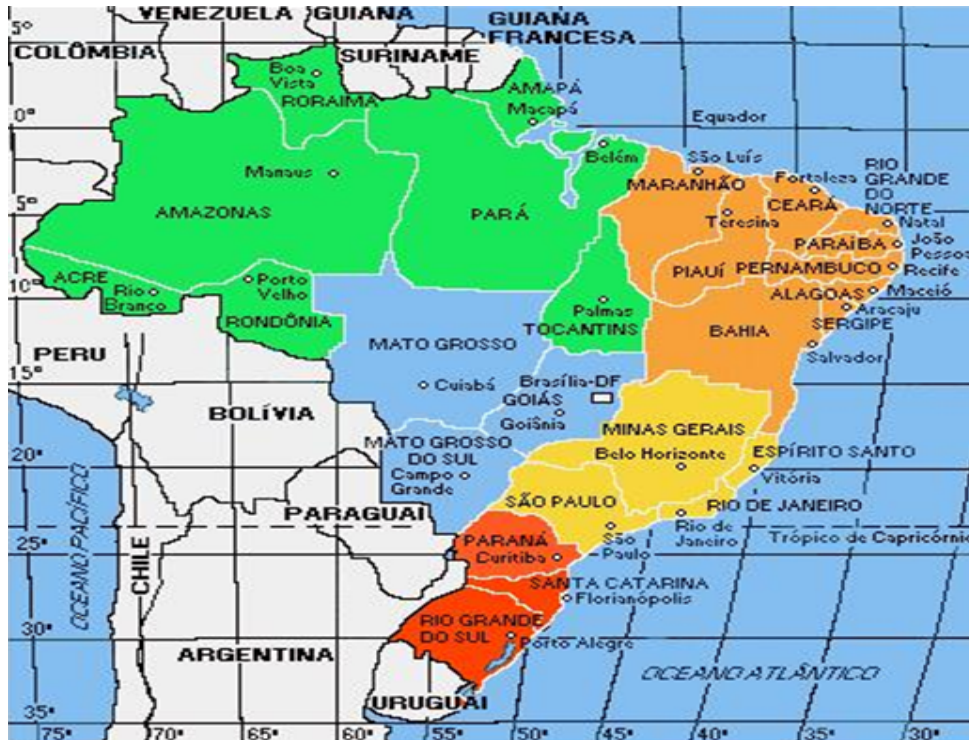 VENEZUELA
GUIANA
GUIANA
FRANCESA
5°
COLÔMBIA
SURINAME
Boa
Vista
RORAIMA
AMAPÁ
Macapá
0°
Equador
Belém
São Luís
RIO
GRANDE
DO
NORTE
Fortaleza
Manaus
MARANHÃO
CEARÁ
AMAZONAS
PARÁ
Teresina
Natal
5°
PARAÍBA
João
Pessoa
ACRE
Rio
Branco
Porto
Velho
PIAUÍ
PERNAMBUCO
Recife
10°
ALAGOAS
Maceió
Palmas
TOCANTINS
Aracaju
RONDÔNIA
BAHIA
SERGIPE
MATO GROSSO
Salvador
PERU
Cuiabá
Brasília-DF
15°
GOIÁS
Goiânia
BOLÍVIA
MINAS GERAIS
MATO GROSSO
DO SUL
Campo
Grande
Belo Horizonte
ESPÍRITO SANTO
Vitória
20°
SÃO PAULO
RIO DE JANEIRO
PARAGUAI
São
Paulo
Rio de
Janeiro
Trópico de Capricórnio
OCEANO PACÍFICO
CHILE
PARANÁ
Curitiba
25°
SANTA CATARINA
Florianópolis
RIO GRANDE
DO SUL
Porto Alegre
30°
ARGENTINA
OCEANO ATLÂNTICO
URUGUAI
35°
75°
70°
65°
60°
55°
50°
45°
40°
35°
30°